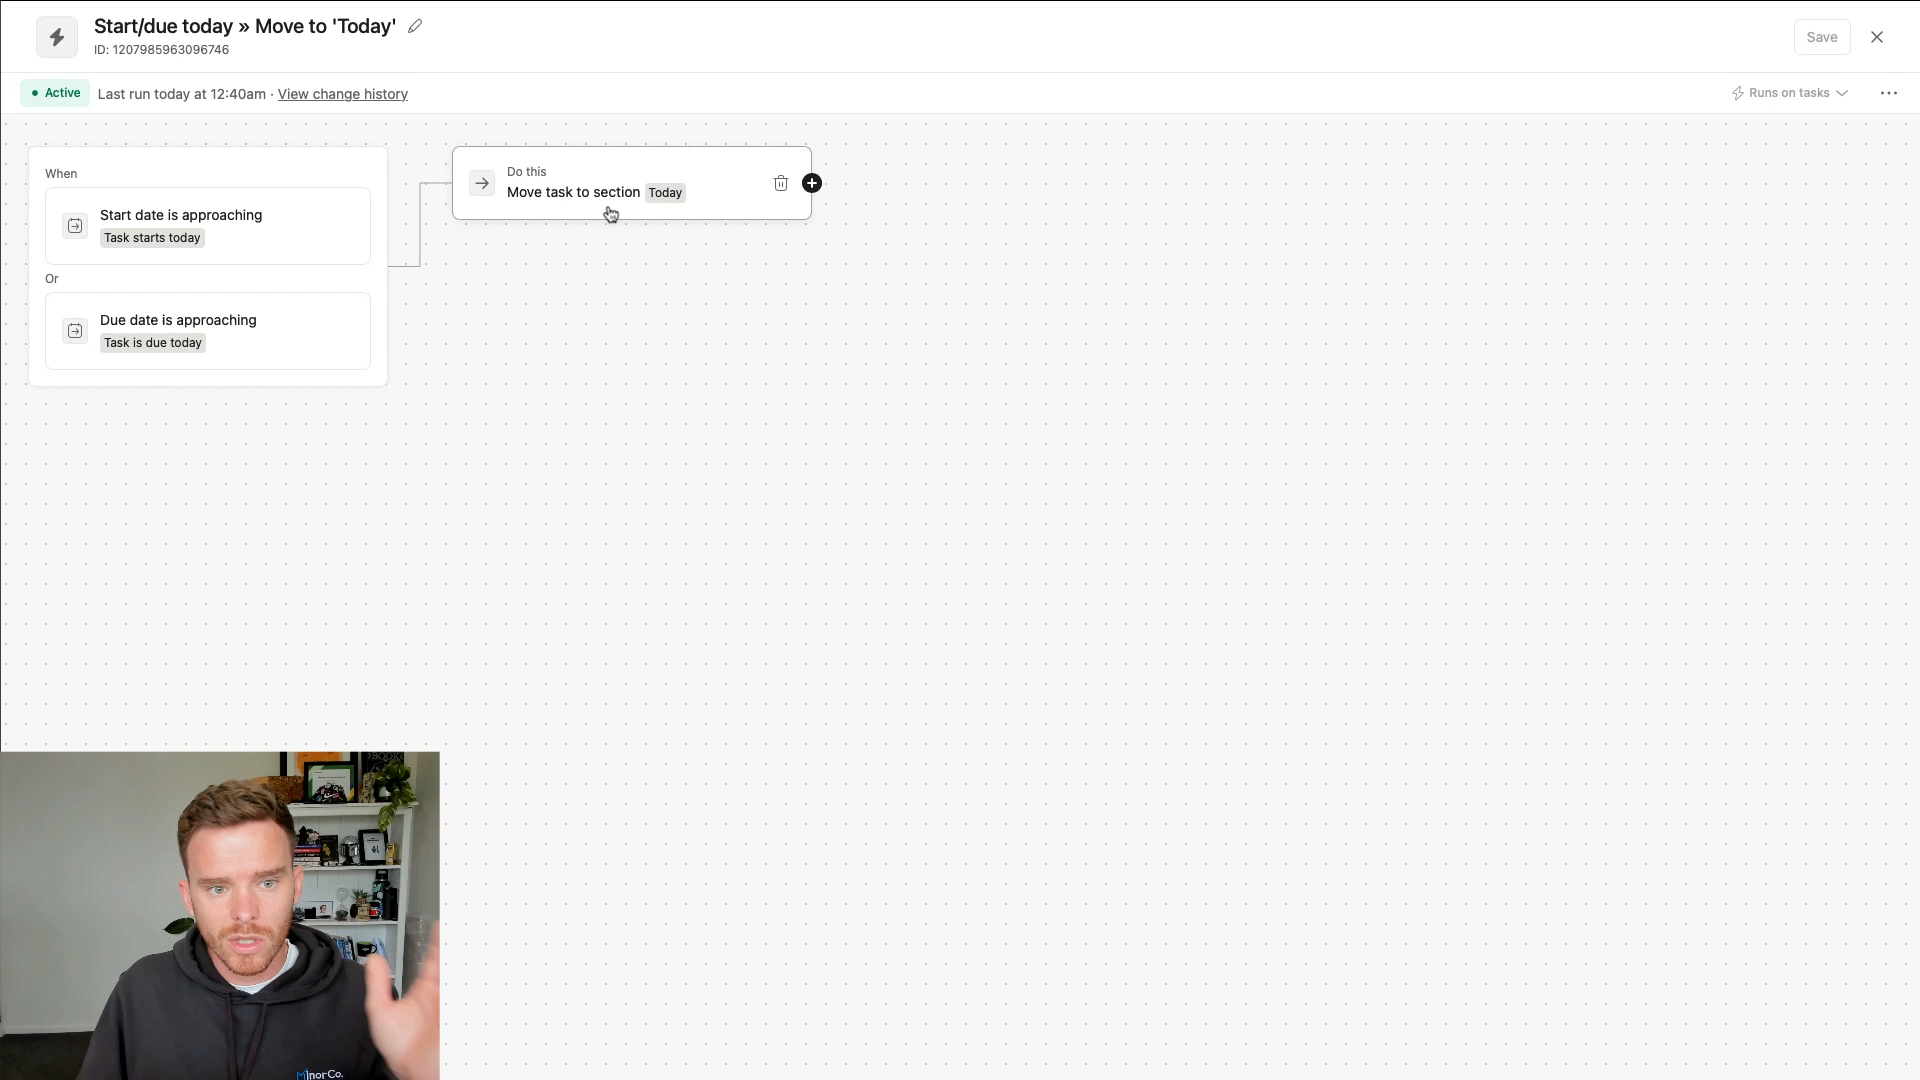 Start/due today » Move to 'Today'
ID: 1207985963096746
Save
Active
Last run today at 12:40am · View change history
Runs on tasks
When
Start date is approaching
Task starts today
Or
Due date is approaching
Task is due today
Do this
Move task to section Today